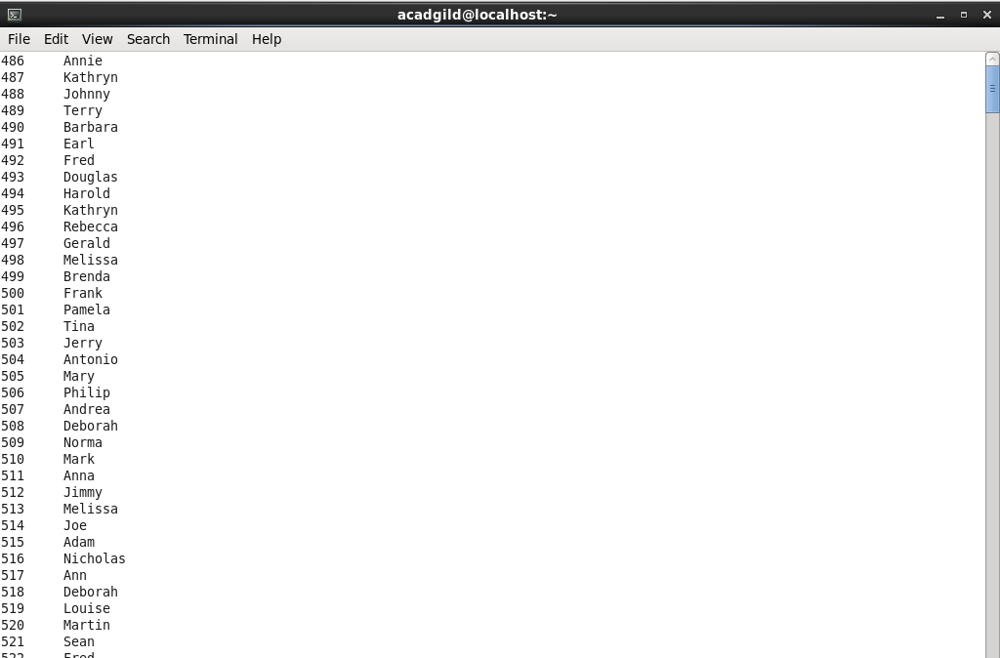 acadgild@localhost:~
File Edit View Search Terminal Help
486 Annie
487 Kathryn
488 Johnny
489 Terry
490 Barbara
491 Earl
492 Fred
493 Douglas
494 Harold
495 Kathryn
496 Rebecca
497 Gerald
498 Melissa
499 Brenda
500 Frank
501 Pamela
502 Tina
503 Jerry
504 Antonio
505 Mary
506 Philip
507 Andrea
508 Deborah
509 Norma
510 Mark
511 Anna
512 Jimmy
513 Melissa
514 Joe
515 Adam
516 Nicholas
517 Ann
518 Deborah
519 Louise
520 Martin
521 Sean
522 Fred